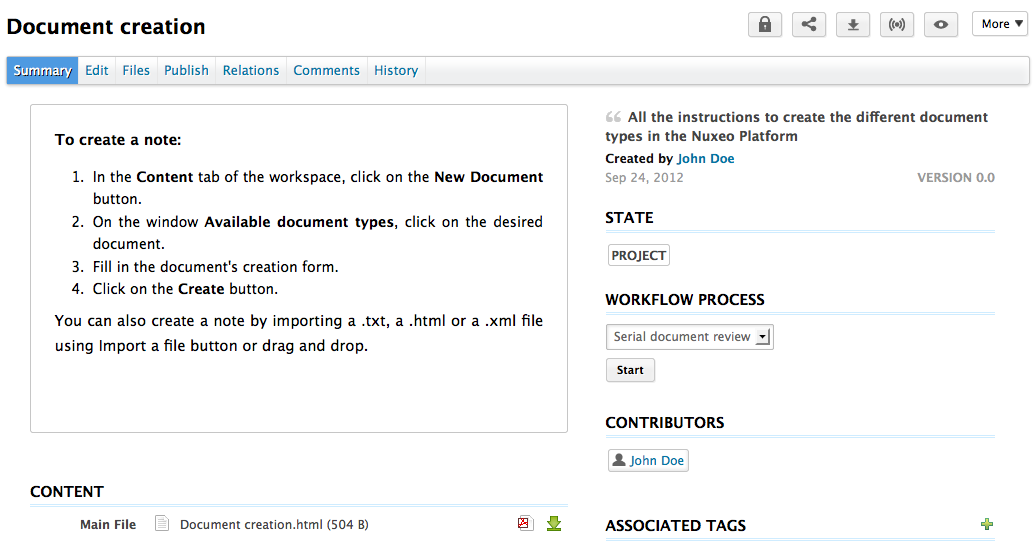 Document creation
More ▼
Summary Edit Files Publish Relations Comments History
To create a note:
1. In the Content tab of the workspace, click on the New Document
button.
2. On the window Available document types, click on the desired
document.
3. Fill in the document's creation form.
4. Click on the Create button.
You can also create a note by importing a .txt, a .html or a .xml file
using Import a file button or drag and drop.
CONTENT
Main File Document creation.html (504 B)
All the instructions to create the different document
types in the Nuxeo Platform
Created by John Doe
Sep 24, 2012 VERSION 0.0
STATE
PROJECT
WORKFLOW PROCESS
Serial document review
Start
CONTRIBUTORS
John Doe
ASSOCIATED TAGS